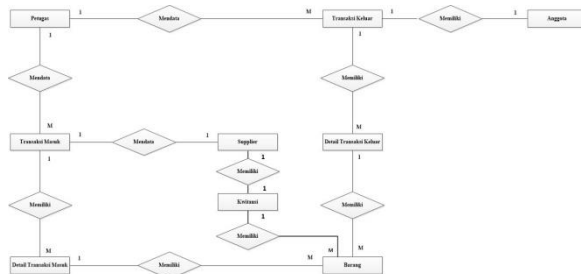 Petugas 1 Mendata M Transaksi Keluar 1 Memiliki 1 Anggota
1 1
Mendata Memiliki
M M
Transaksi Masuk 1 Mendata 1 Supplier Detail Transaksi Keluar
1 1 1
Memiliki
1
Kwitansi
Memiliki 1 Memiliki
Memiliki
M M M
Detail Transaksi Masuk 1 Memiliki M Barang